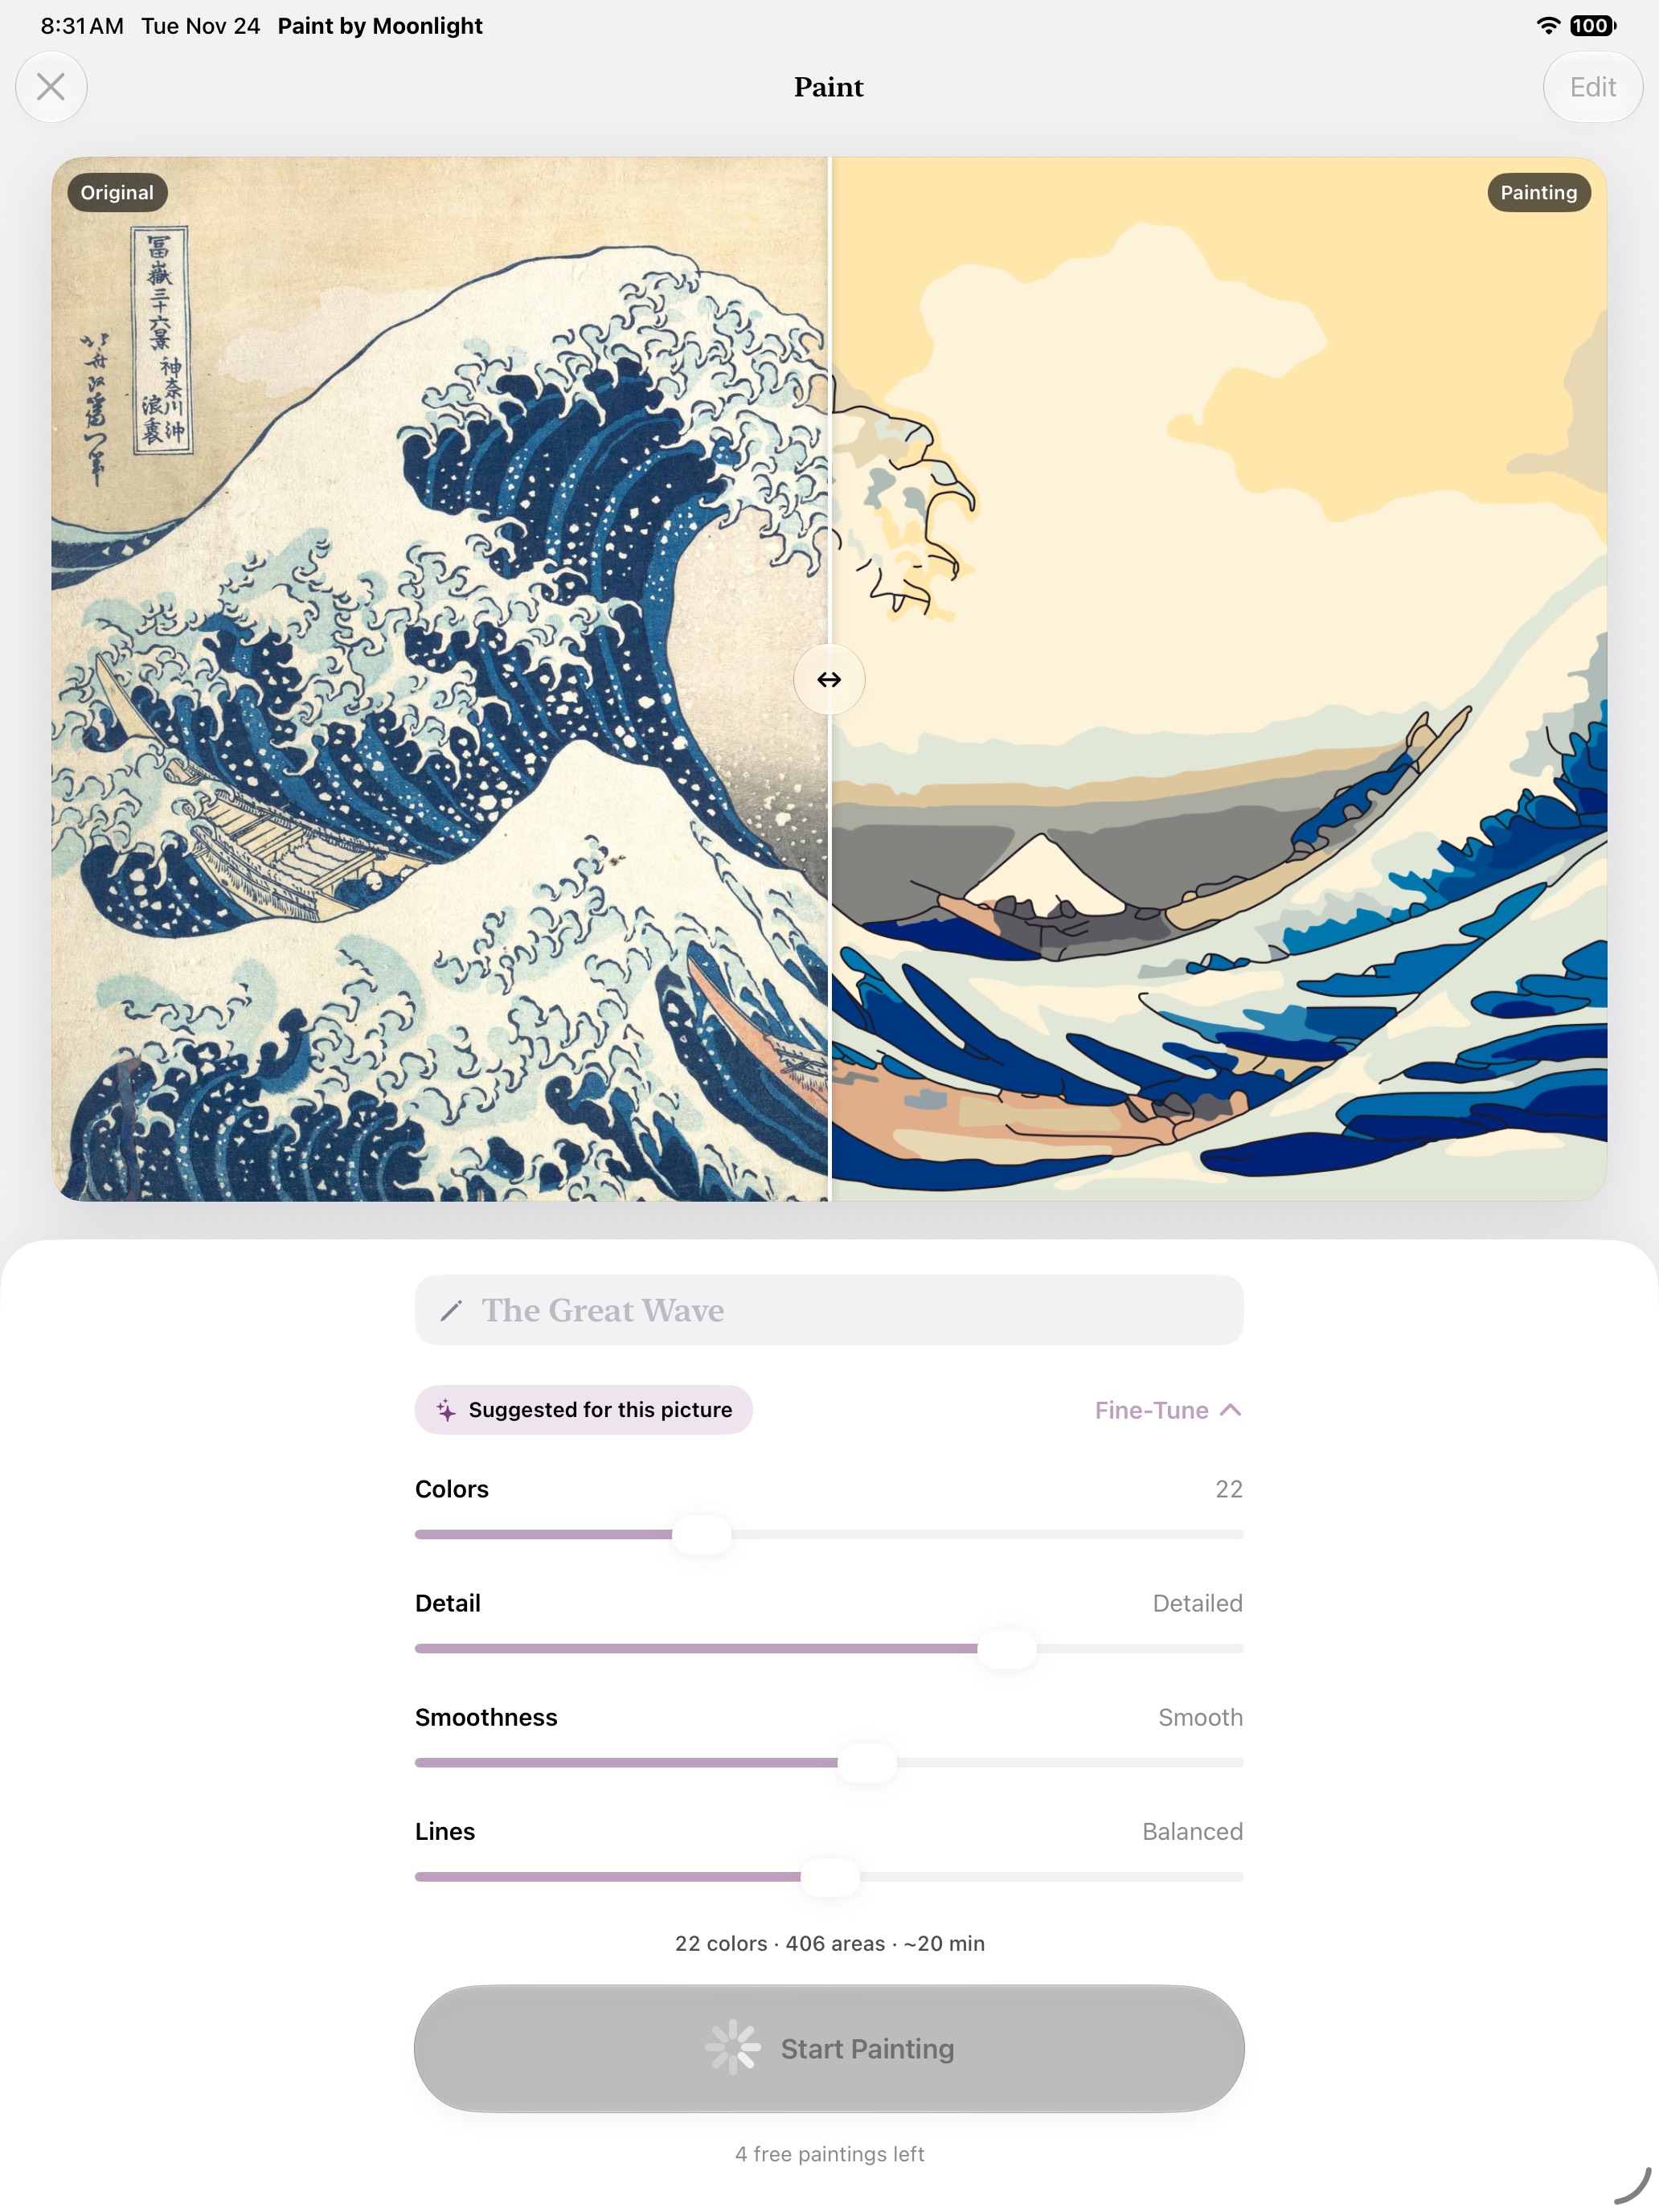 8:31 AM Tue Nov 24 Paint by Moonlight
100
Paint
Edit
Original
Painting
冨嶽三十六景
神奈川沖
浪裏
The Great Wave
Suggested for this picture
Fine-Tune
Colors
22
Detail
Detailed
Smoothness
Smooth
Lines
Balanced
22 colors · 406 areas · ~20 min
Start Painting
4 free paintings left